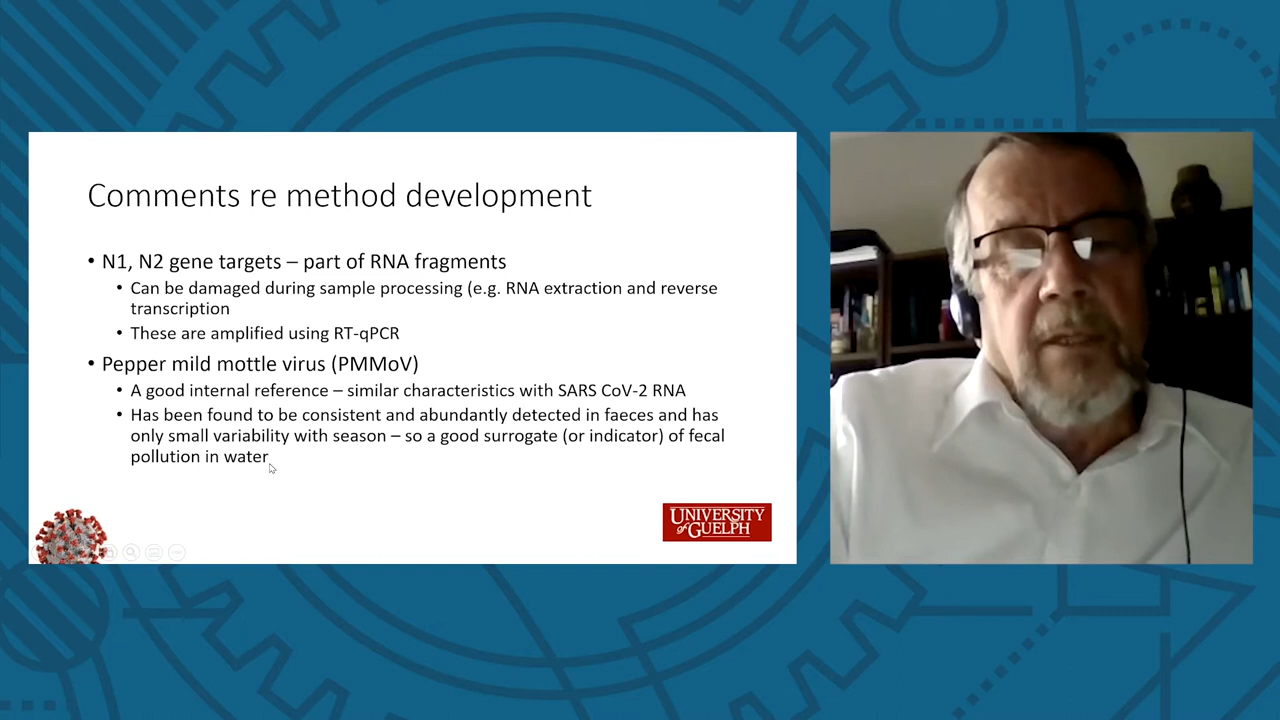 Comments re method development
• N1, N2 gene targets – part of RNA fragments
• Can be damaged during sample processing (e.g. RNA extraction and reverse
transcription
• These are amplified using RT-qPCR
• Pepper mild mottle virus (PMMoV)
• A good internal reference – similar characteristics with SARS CoV-2 RNA
• Has been found to be consistent and abundantly detected in faeces and has
only small variability with season – so a good surrogate (or indicator) of fecal
pollution in water
UNIVERSITY
of GUELPH